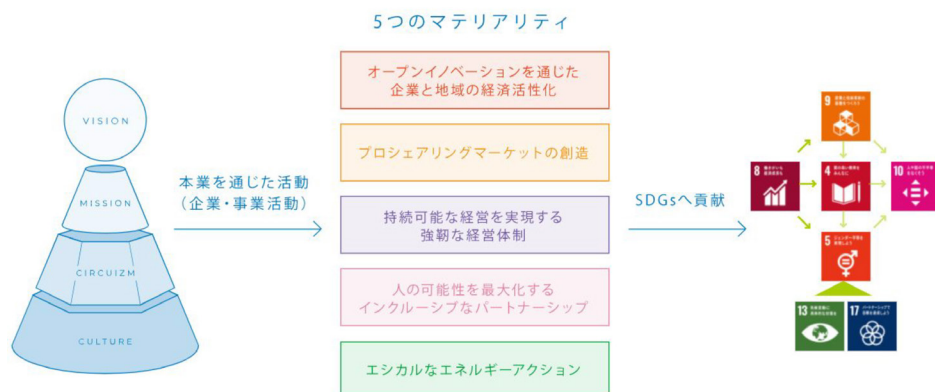 5つのマテリアリティ
VISION
MISSION
CIRCUIZM
CULTURE
本業を通じた活動
（企業・事業活動）
オープンイノベーションを通じた
企業と地域の経済活性化
プロシェアリングマーケットの創造
持続可能な経営を実現する
強靭な経営体制
人の可能性を最大化する
インクルーシブなパートナーシップ
エシカルなエネルギーアクション
SDGsへ貢献
9
8
4
10
5
13
17